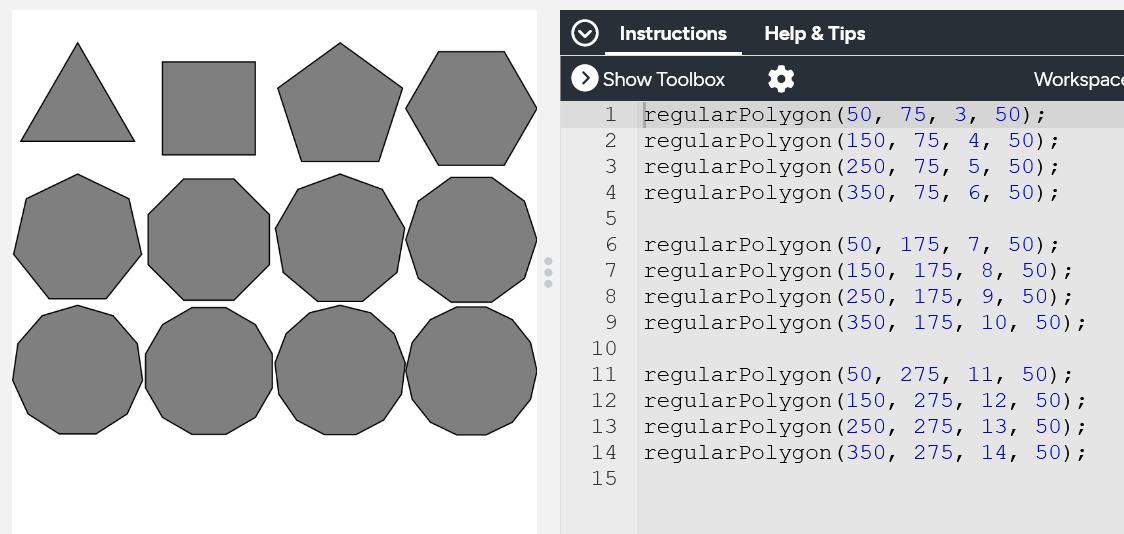 Instructions Help & Tips
Show Toolbox Workspace
1 regularPolygon(50, 75, 3, 50);
2 regularPolygon(150, 75, 4, 50);
3 regularPolygon(250, 75, 5, 50);
4 regularPolygon(350, 75, 6, 50);
5
6 regularPolygon(50, 175, 7, 50);
7 regularPolygon(150, 175, 8, 50);
8 regularPolygon(250, 175, 9, 50);
9 regularPolygon(350, 175, 10, 50);
10
11 regularPolygon(50, 275, 11, 50);
12 regularPolygon(150, 275, 12, 50);
13 regularPolygon(250, 275, 13, 50);
14 regularPolygon(350, 275, 14, 50);
15